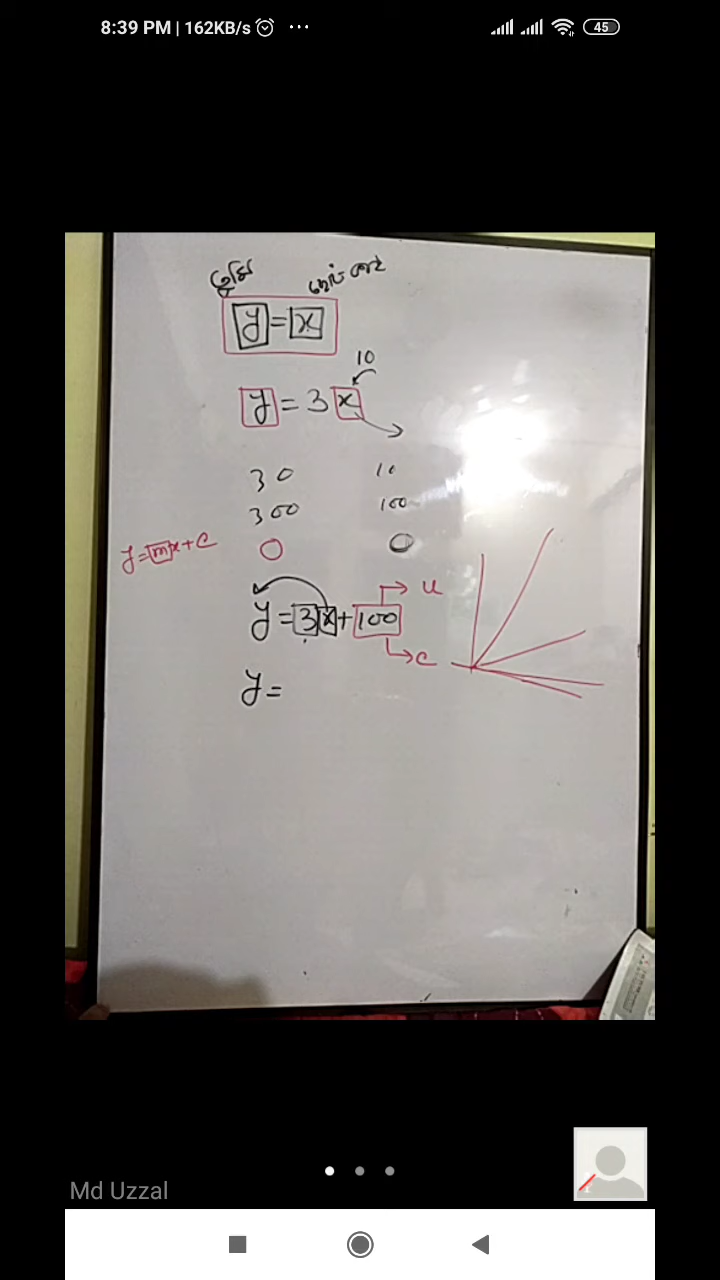 8:39 PM | 162KB/s ··· 45
তুমি
y = x
10
y = 3x
30 10
300 100
y = mx + c 0 0
y = 3x + 100 u
c
y =
Md Uzzal